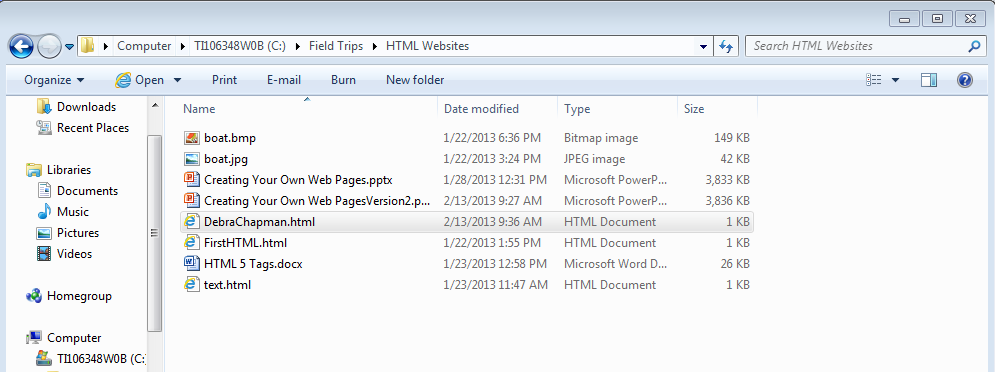 Computer TI106348W0B (C:) Field Trips HTML Websites Search HTML Websites
Organize Open Print E-mail Burn New folder
Downloads
Recent Places
Libraries
Documents
Music
Pictures
Videos
Homegroup
Computer
TI106348W0B (C:)
Name Date modified Type Size
boat.bmp 1/22/2013 6:36 PM Bitmap image 149 KB
boat.jpg 1/22/2013 3:24 PM JPEG image 42 KB
Creating Your Own Web Pages.pptx 1/28/2013 12:31 PM Microsoft PowerP... 3,833 KB
Creating Your Own Web PagesVersion2.p... 2/13/2013 9:27 AM Microsoft PowerP... 3,836 KB
DebraChapman.html 2/13/2013 9:36 AM HTML Document 1 KB
FirstHTML.html 1/22/2013 1:55 PM HTML Document 1 KB
HTML 5 Tags.docx 1/23/2013 12:58 PM Microsoft Word D... 26 KB
text.html 1/23/2013 11:47 AM HTML Document 1 KB